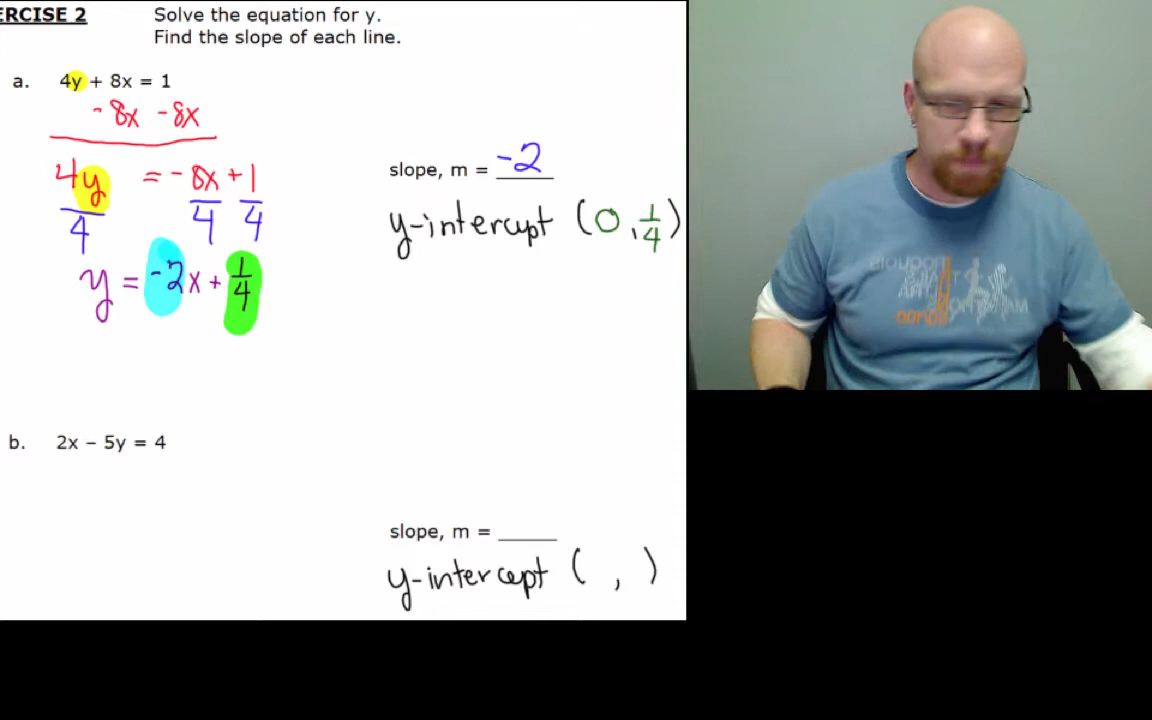 ERCISE 2
Solve the equation for y.
Find the slope of each line.
a. 4y + 8x = 1
- 8x - 8x
4y = - 8x + 1
4 4 4
y = -2x + 1/4
slope, m = -2
y-intercept (0, 1/4)
b. 2x – 5y = 4
slope, m = ____
y-intercept ( , )